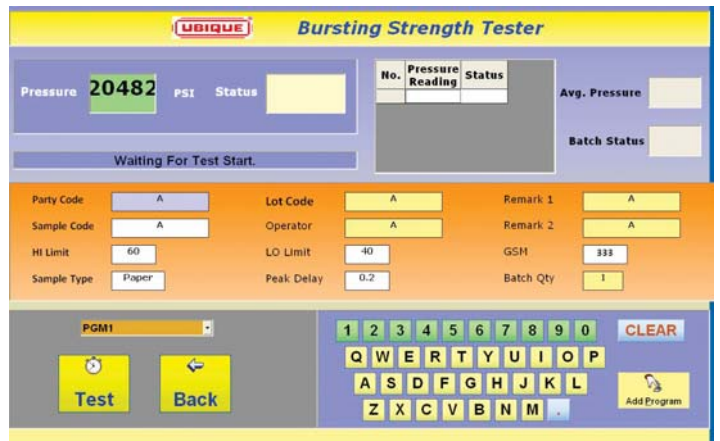 UBIQUE Bursting Strength Tester
Pressure 20482 PSI Status
No. Pressure Reading Status
Avg. Pressure
Batch Status
Waiting For Test Start.
Party Code A Lot Code A Remark 1 A
Sample Code A Operator A Remark 2 A
HI Limit 60 LO Limit 40 GSM 333
Sample Type Paper Peak Delay 0.2 Batch Qty 1
PGM1
Test Back
1 2 3 4 5 6 7 8 9 0 CLEAR
Q W E R T Y U I O P
A S D F G H J K L
Z X C V B N M .
Add Program